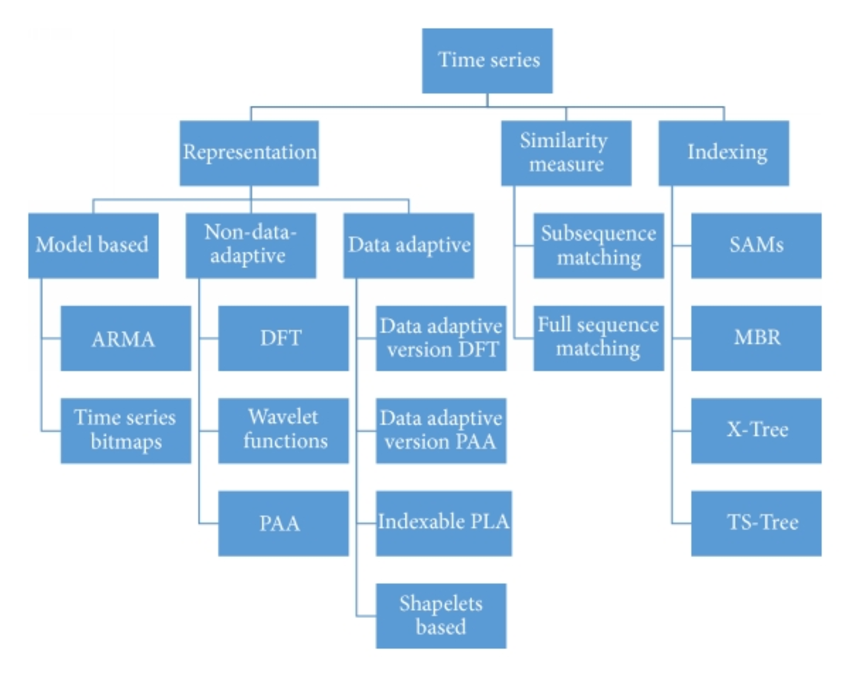 Time series
Representation
Similarity
measure
Indexing
Model based
Non-data-
adaptive
Data adaptive
Subsequence
matching
SAMs
ARMA
DFT
Data adaptive
version DFT
Full sequence
matching
MBR
Time series
bitmaps
Wavelet
functions
Data adaptive
version PAA
X-Tree
PAA
Indexable PLA
TS-Tree
Shapelets
based